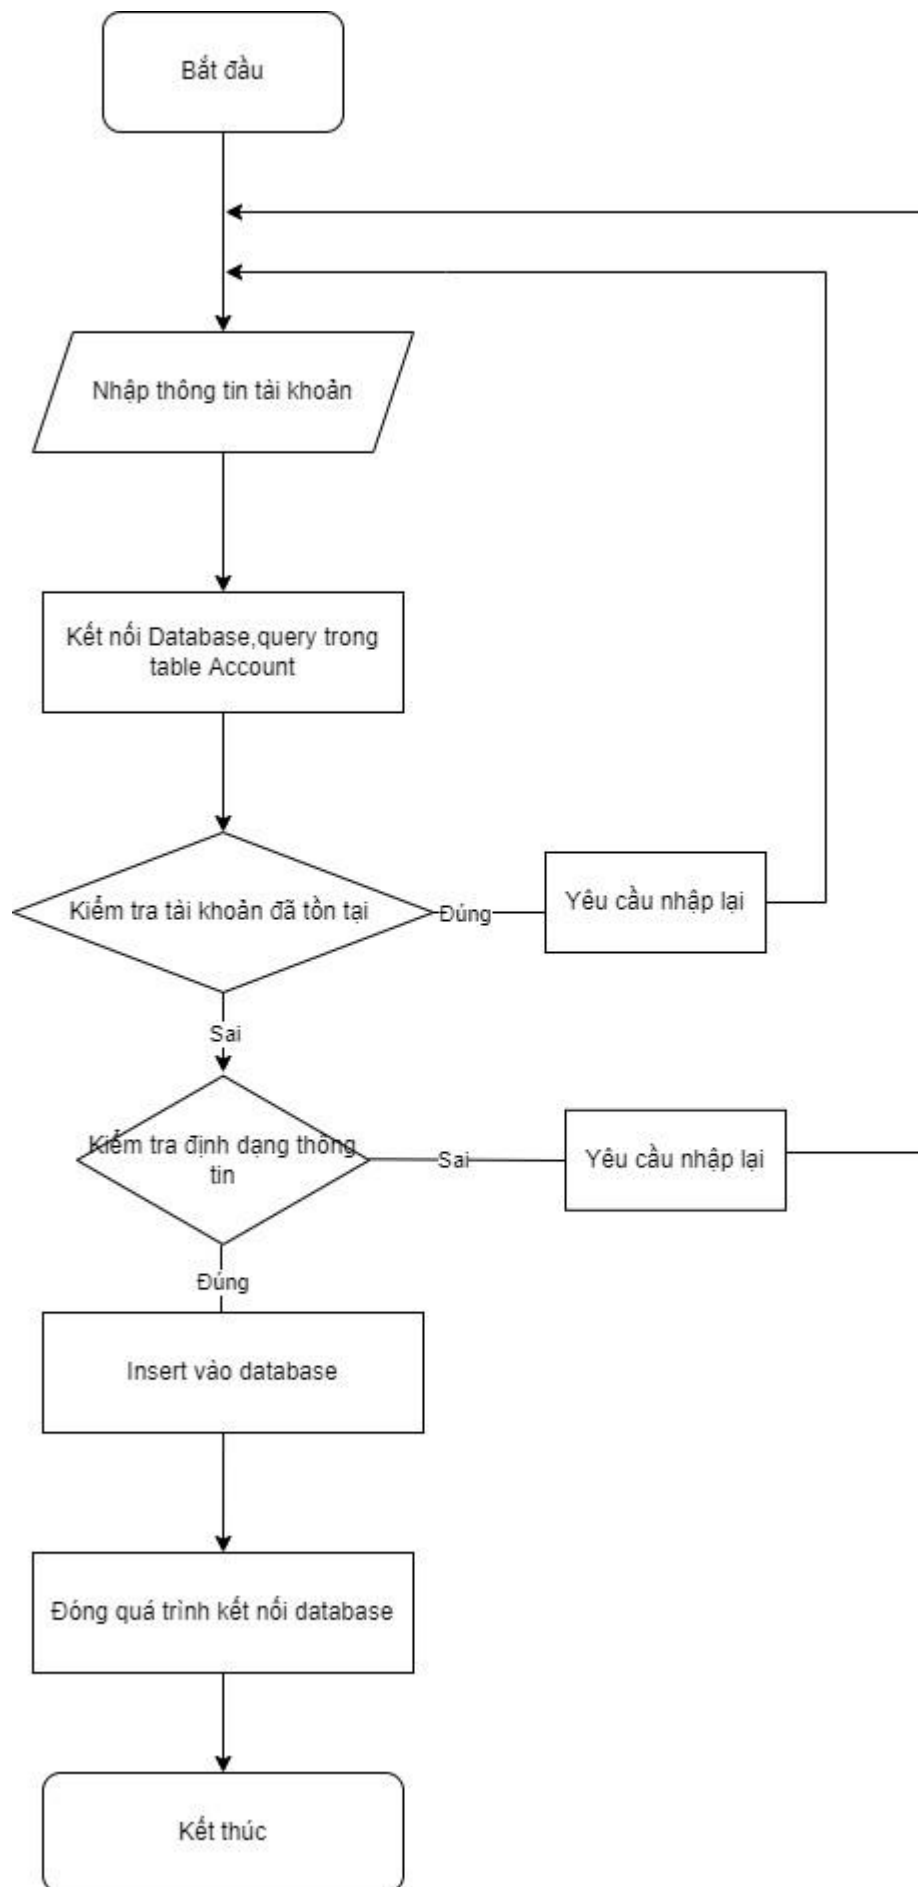 Bắt đầu
Nhập thông tin tài khoản
Kết nối Database,query trong
table Account
Kiểm tra tài khoản đã tồn tại
Đúng
Yêu cầu nhập lại
Sai
Kiểm tra định dạng thông
tin
Sai
Yêu cầu nhập lại
Đúng
Insert vào database
Đóng quá trình kết nối database
Kết thúc